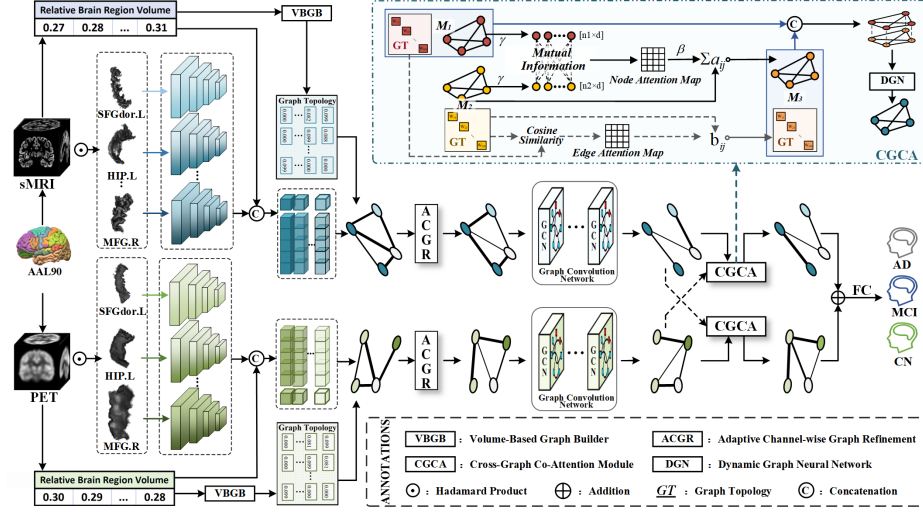 Relative Brain Region Volume
0.27 0.28 ... 0.31
VBGB
Graph Topology
sMRI
SFGdor.L
HIP.L
MFG.R
AAL90
SFGdor.L
HIP.L
MFG.R
PET
Relative Brain Region Volume
0.30 0.29 ... 0.28
VBGB
Graph Topology
C
C
A
C
G
R
A
C
G
R
G
C
N
G
C
N
Graph Convolution
Network
G
C
N
G
C
N
Graph Convolution
Network
CGCA
CGCA
FC
AD
MCI
CN
GT
M1
γ
Mutual
Information
[n1×d]
γ
[n2×d]
M2
Node Attention Map
β
Σaij
GT
Cosine
Similarity
Edge Attention Map
bij
M3
GT
C
DGN
CGCA
ANNOTATIONS
VBGB : Volume-Based Graph Builder
ACGR : Adaptive Channel-wise Graph Refinement
CGCA : Cross-Graph Co-Attention Module
DGN : Dynamic Graph Neural Network
: Hadamard Product
: Addition
GT : Graph Topology
C : Concatenation